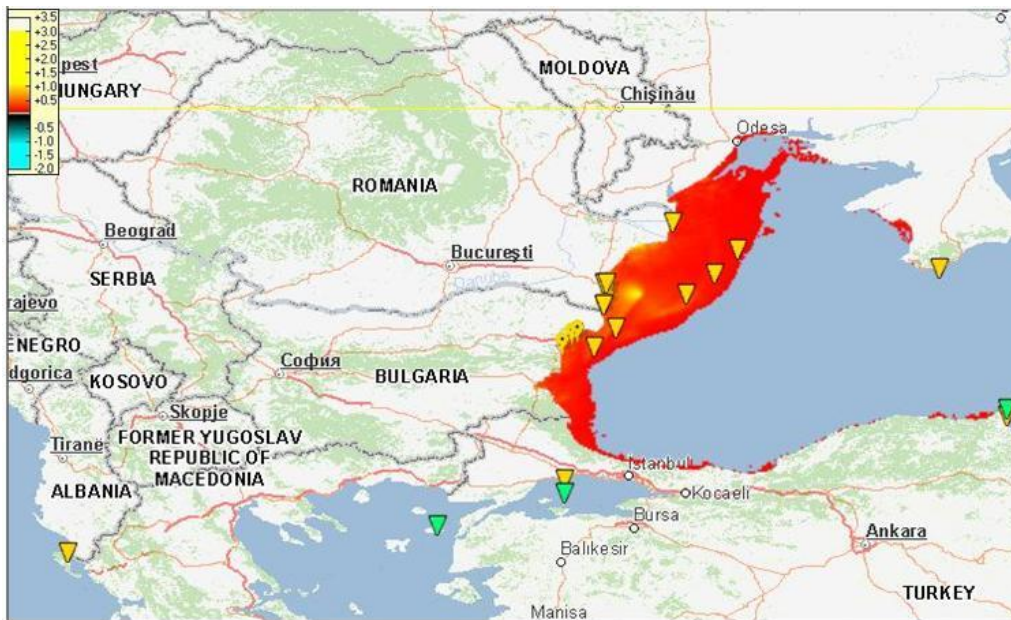 +3.5
+3.0
+2.5
+2.0
+1.5
+1.0
+0.5
-0.5
-1.0
-1.5
-2.0
pest
HUNGARY
MOLDOVA
Chişinău
Odesa
ROMANIA
Beograd
Bucureşti
Danube
SERBIA
rajevo
ENEGRO
dgorica
KOSOVO
София
BULGARIA
Skopje
Tirane
FORMER YUGOSLAV
REPUBLIC OF
MACEDONIA
ALBANIA
Istanbul
Kocaeli
Bursa
Ankara
Balıkesir
TURKEY
Manisa